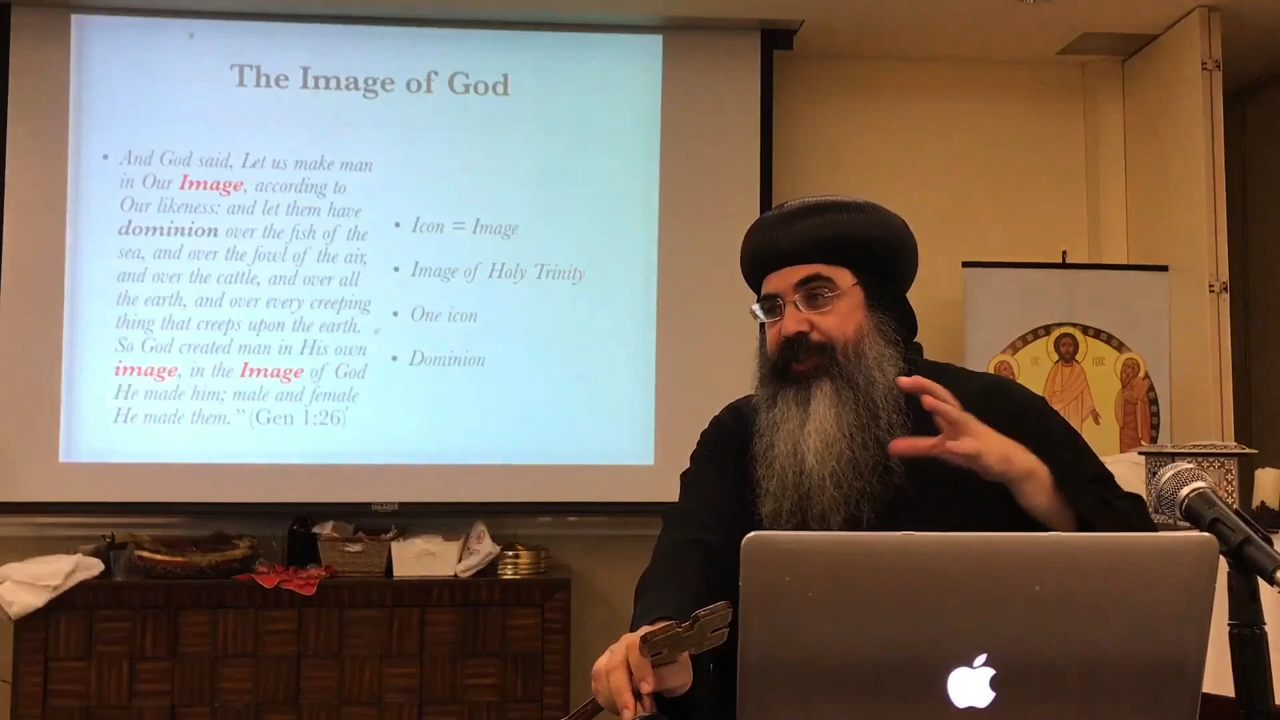 The Image of God
• And God said, Let us make man
in Our Image, according to
Our likeness: and let them have
dominion over the fish of the
sea, and over the fowl of the air,
and over the cattle, and over all
the earth, and over every creeping
thing that creeps upon the earth.
So God created man in His own
image, in the Image of God
He made him; male and female
He made them.” (Gen 1:26)
• Icon = Image
• Image of Holy Trinity
• One icon
• Dominion